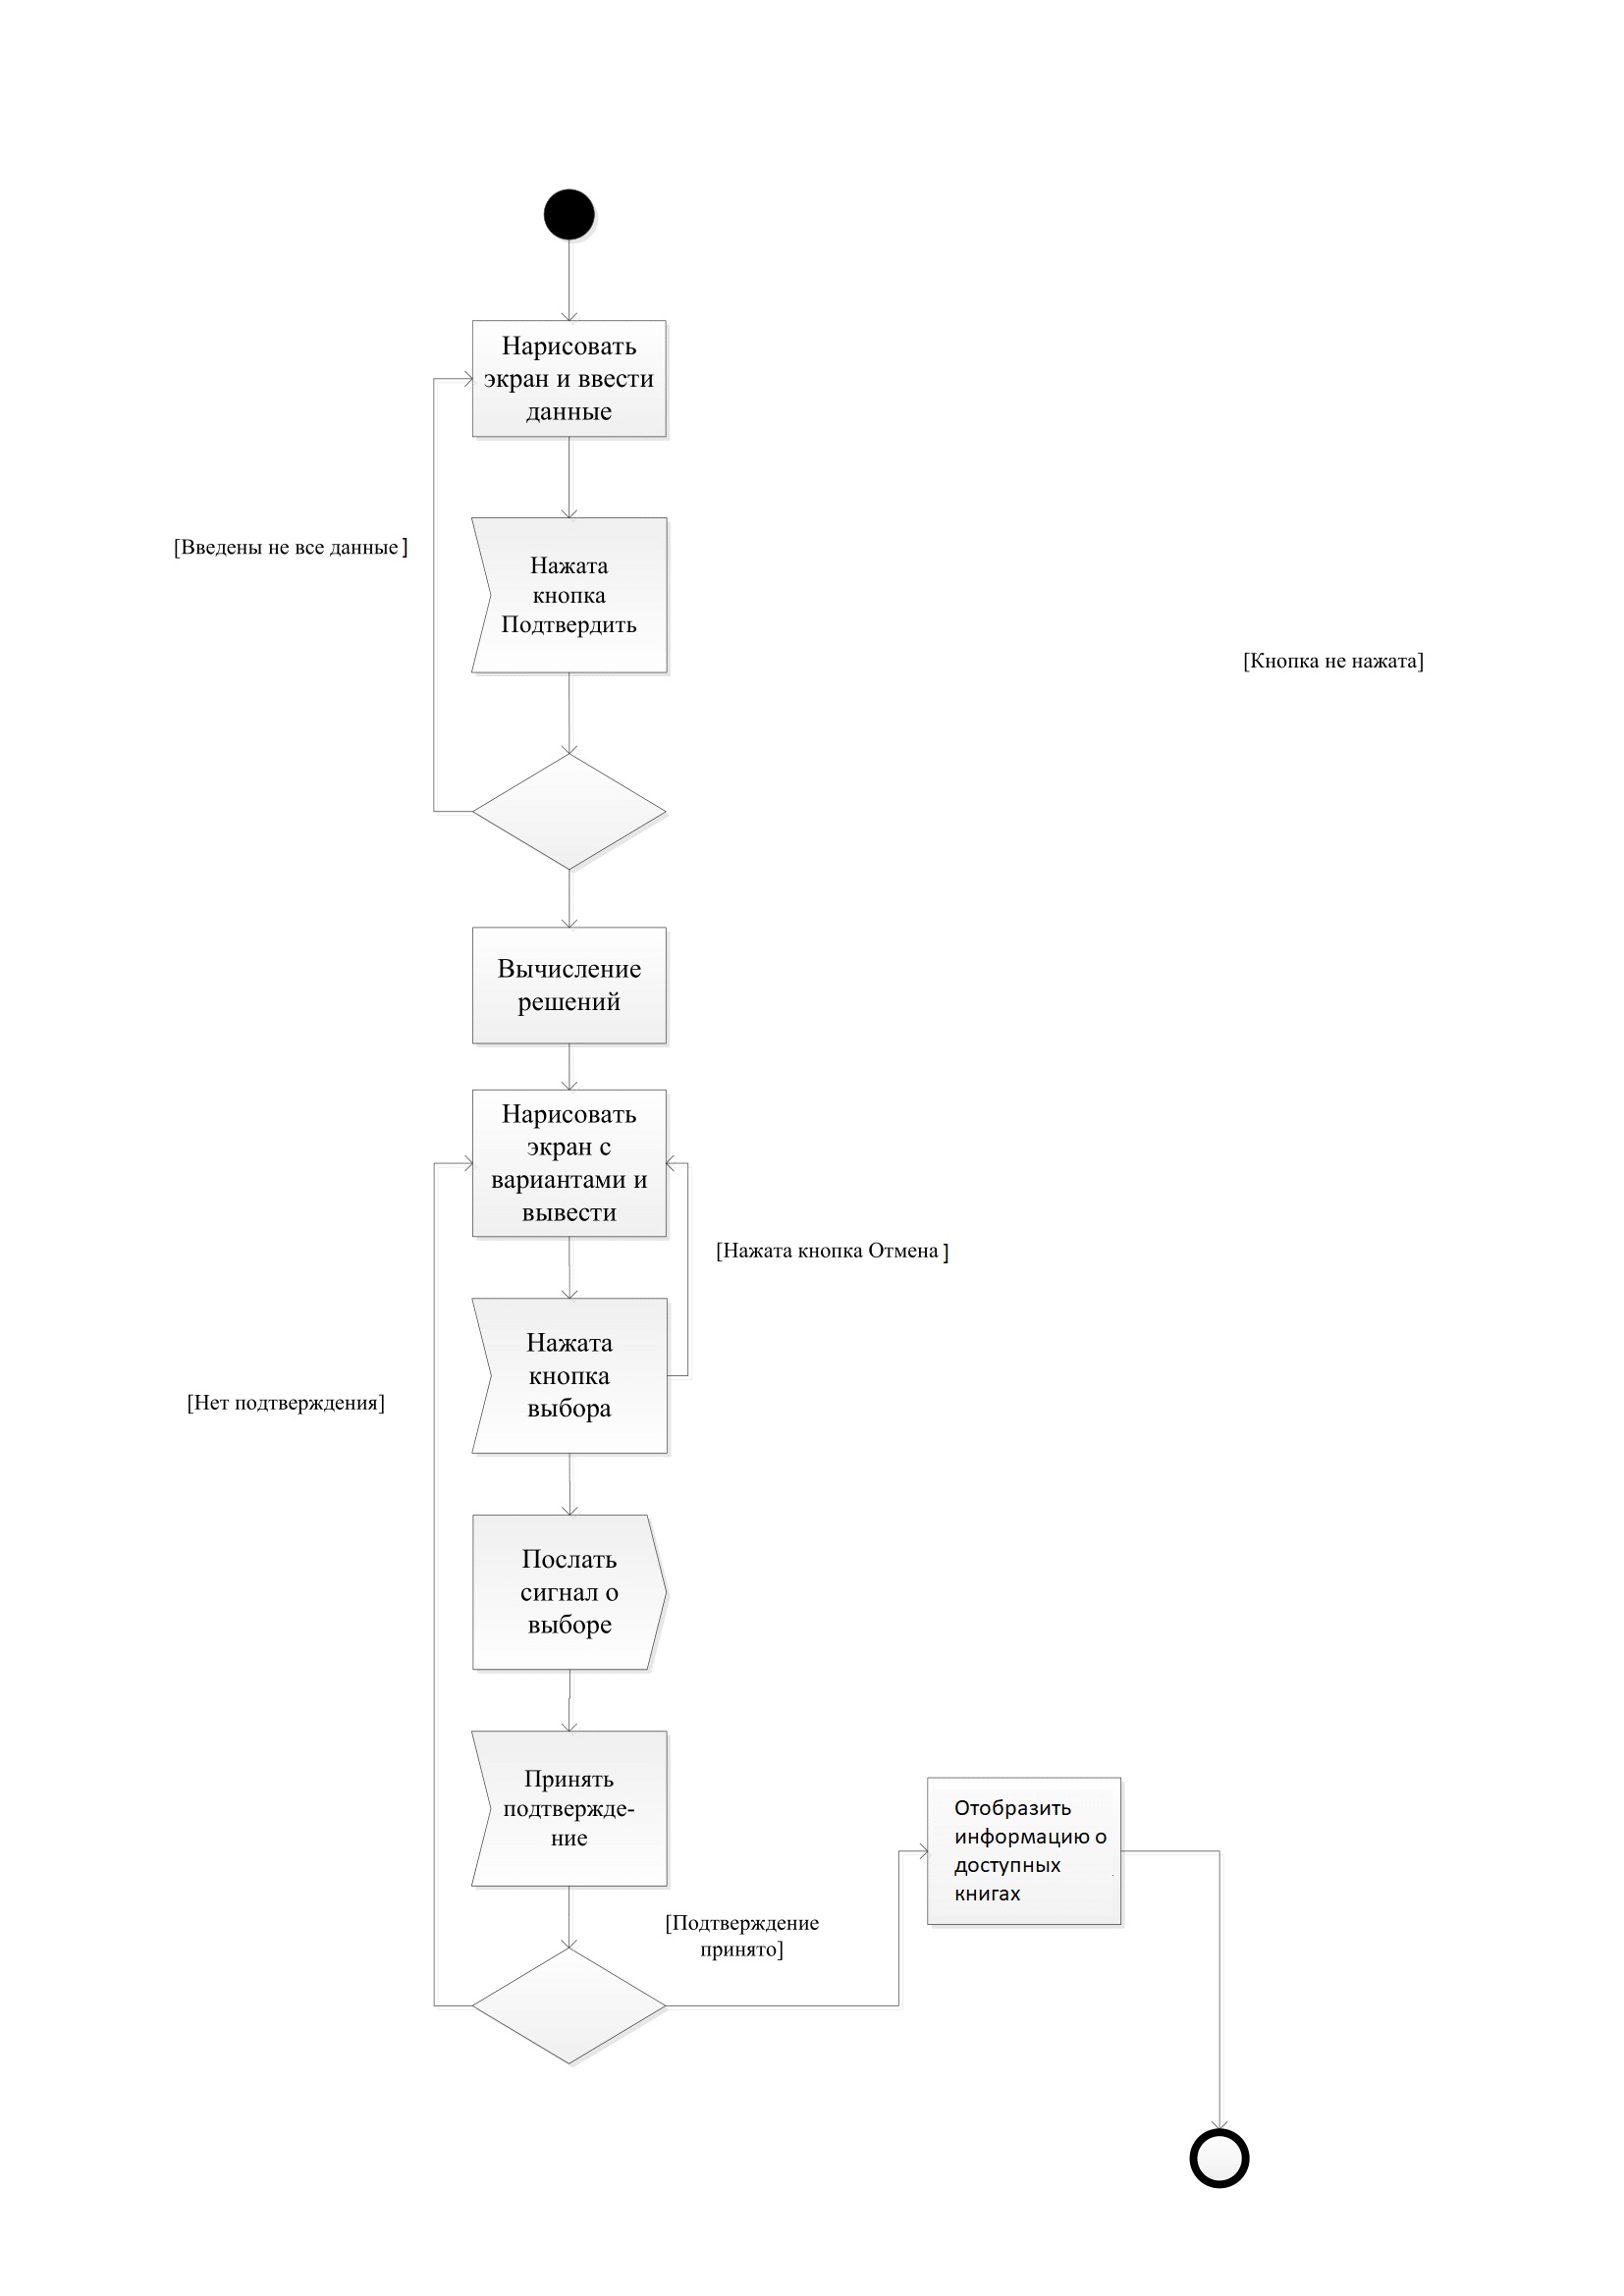 Нарисовать
экран и ввести
данные
[Введены не все данные]
Нажата
кнопка
Подтвердить
[Кнопка не нажата]
Вычисление
решений
Нарисовать
экран с
вариантами и
вывести
[Нажата кнопка Отмена]
Нажата
кнопка
выбора
[Нет подтверждения]
Послать
сигнал о
выборе
Принять
подтвержде-
ние
Отобразить
информацию о
доступных
книгах
[Подтверждение
принято]